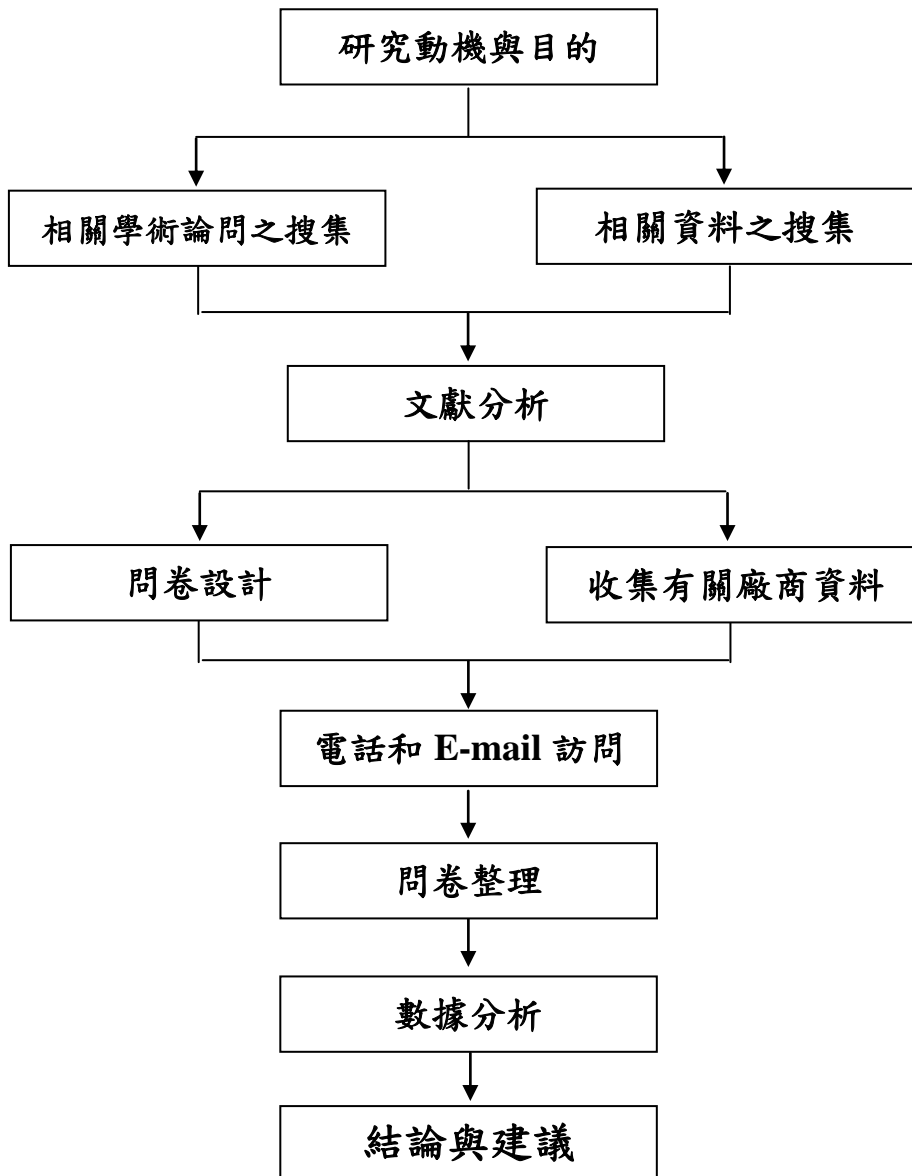 研究動機與目的
相關學術論問之搜集
相關資料之搜集
文獻分析
問卷設計
收集有關廠商資料
電話和 E-mail 訪問
問卷整理
數據分析
結論與建議